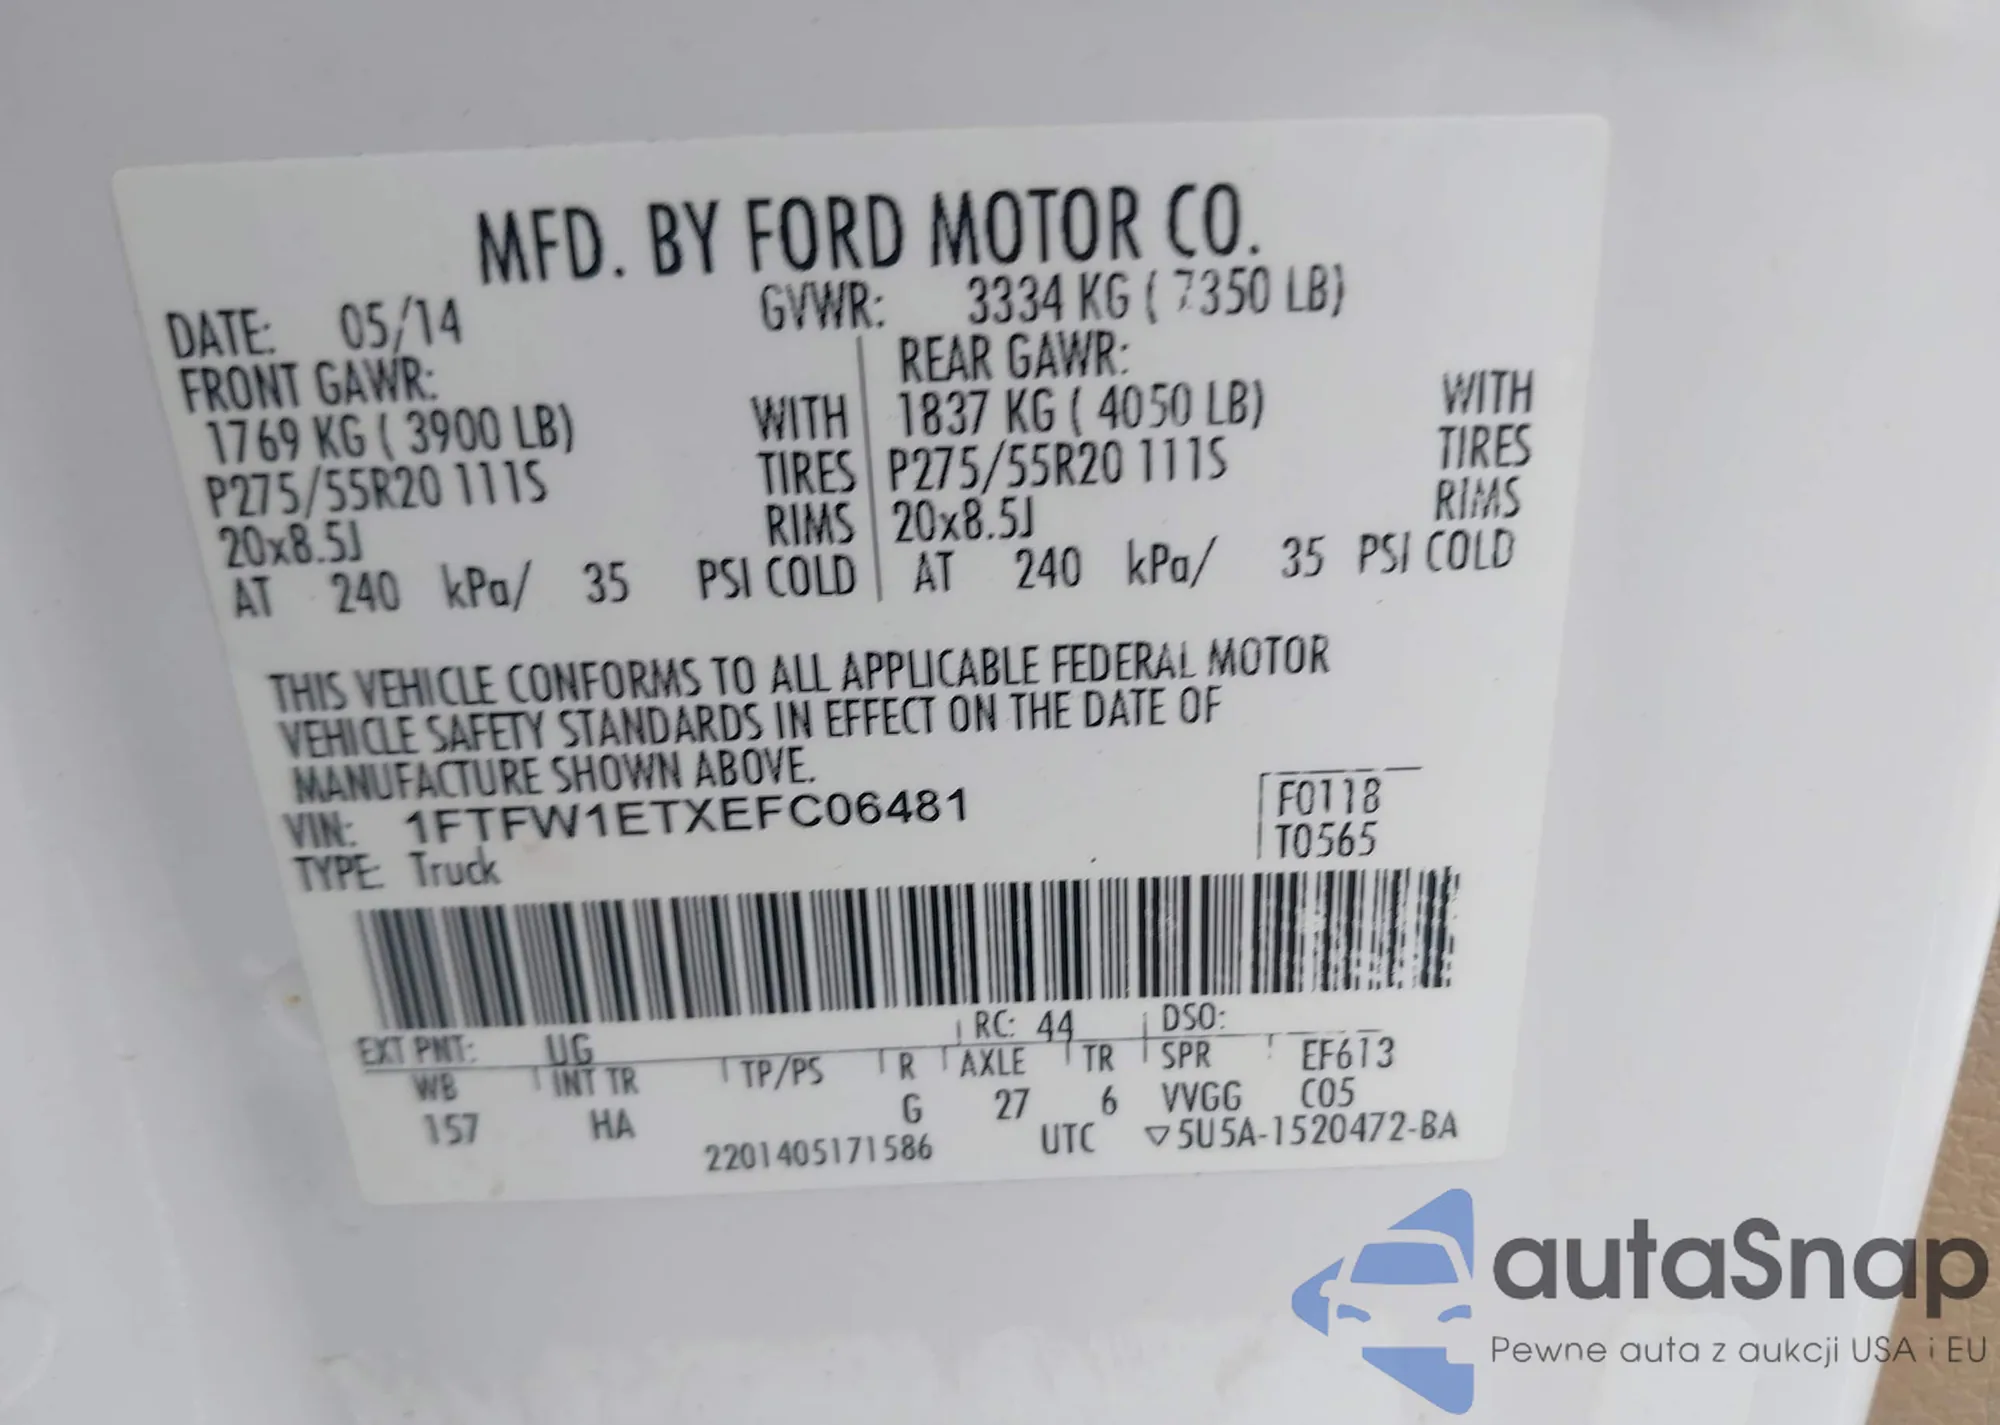 MFD. BY FORD MOTOR CO.
DATE: 05/14 GVWR: 3334 KG ( 7350 LB)
FRONT GAWR: REAR GAWR:
1769 KG ( 3900 LB) WITH 1837 KG ( 4050 LB) WITH
P275/55R20 111S TIRES P275/55R20 111S TIRES
20x8.5J RIMS 20x8.5J RIMS
AT 240 kPa/ 35 PSI COLD AT 240 kPa/ 35 PSI COLD
THIS VEHICLE CONFORMS TO ALL APPLICABLE FEDERAL MOTOR
VEHICLE SAFETY STANDARDS IN EFFECT ON THE DATE OF
MANUFACTURE SHOWN ABOVE.
VIN: 1FTFW1ETXEFC06481 F0118
TYPE: Truck T0565
EXT PNT: UG RC: 44 DSO:
WB INT TR TP/PS R AXLE TR SPR EF613
157 HA G 27 6 VVGG C05
2201405171586 UTC ▽5U5A-1520472-BA
autaSnap
Pewne auta z aukcji USA i EU